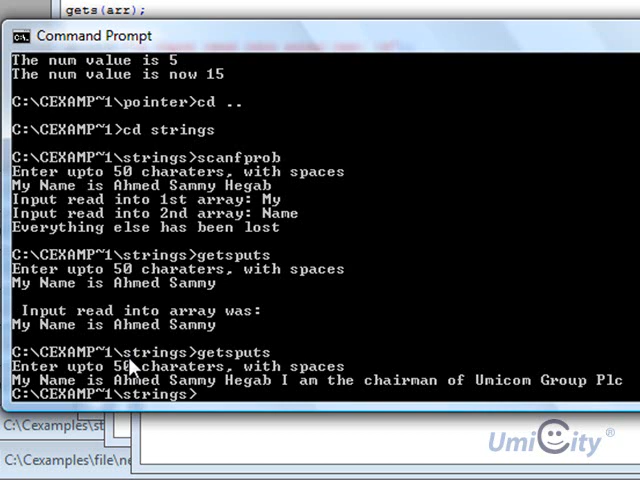 gets(arr);
Command Prompt
The num value is 5
The num value is now 15
C:\CEXAMP~1\pointer>cd ..
C:\CEXAMP~1>cd strings
C:\CEXAMP~1\strings>scanfprob
Enter upto 50 charaters, with spaces
My Name is Ahmed Sammy Hegab
Input read into 1st array: My
Input read into 2nd array: Name
Everything else has been lost
C:\CEXAMP~1\strings>getsputs
Enter upto 50 charaters, with spaces
My Name is Ahmed Sammy
Input read into array was:
My Name is Ahmed Sammy
C:\CEXAMP~1\strings>getsputs
Enter upto 50 charaters, with spaces
My Name is Ahmed Sammy Hegab I am the chairman of Umicom Group Plc
C:\CEXAMP~1\strings>
C:\Cexamples\st
C:\Cexamples\file\ne
UmiCity®